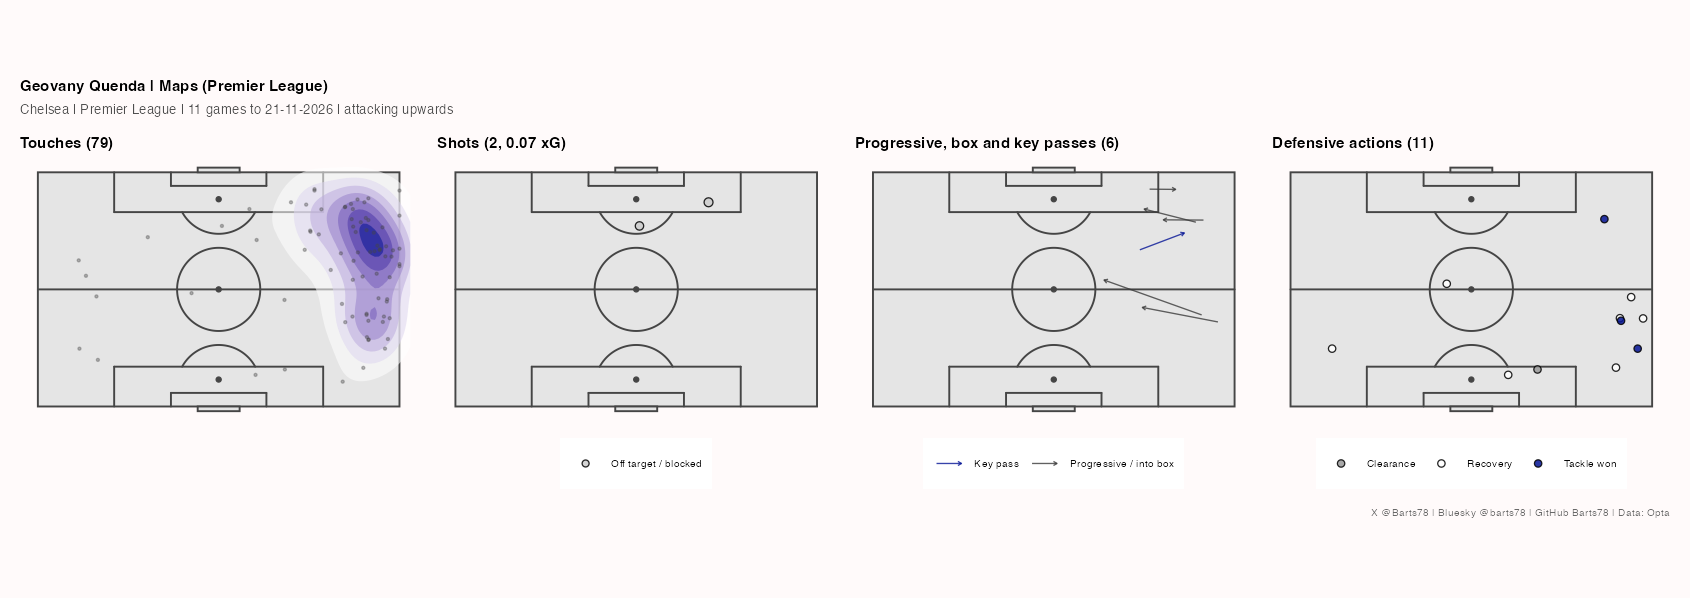 Geovany Quenda | Maps (Premier League)
Chelsea | Premier League | 11 games to 21-11-2026 | attacking upwards
Touches (79)
Shots (2, 0.07 xG)
Progressive, box and key passes (6)
Defensive actions (11)
Off target / blocked
Key pass
Progressive / into box
Clearance
Recovery
Tackle won
X @Barts78 | Bluesky @barts78 | GitHub Barts78 | Data: Opta